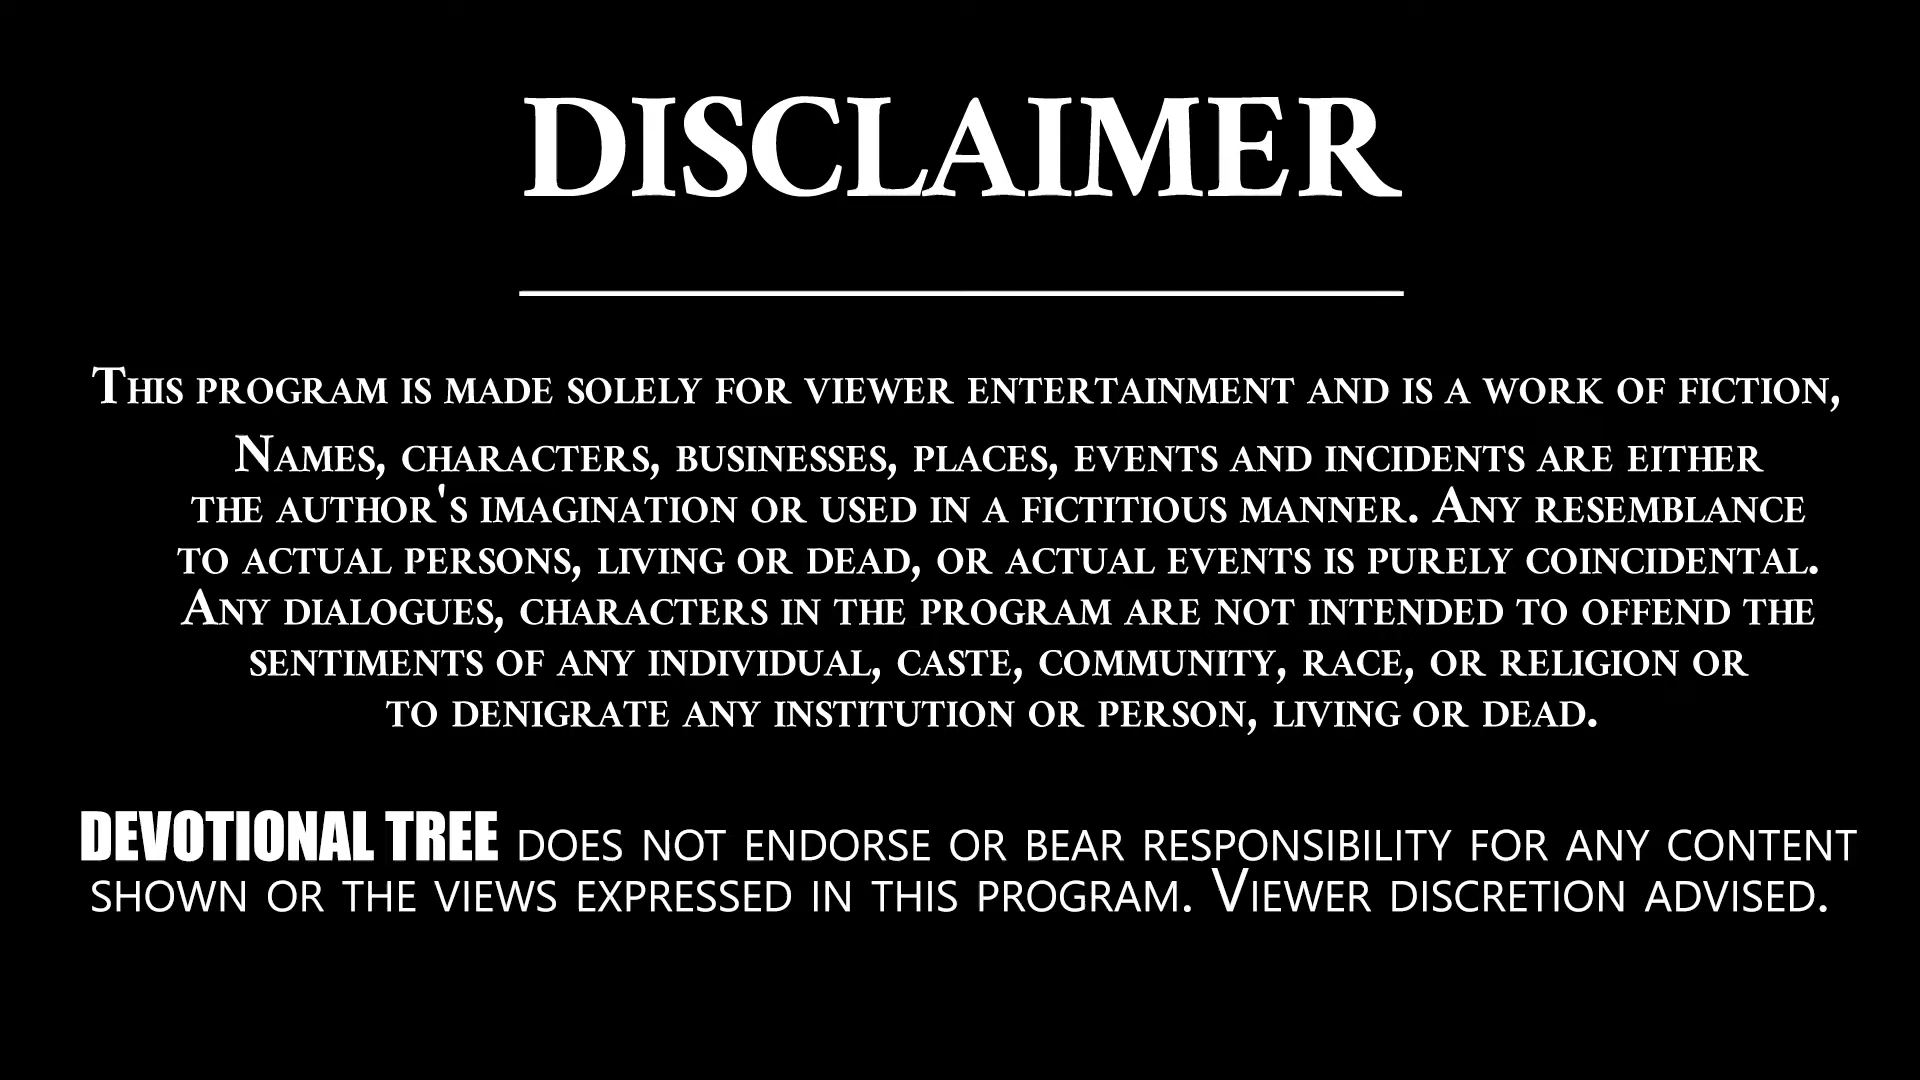 DISCLAIMER
This program is made solely for viewer entertainment and is a work of fiction,
Names, characters, businesses, places, events and incidents are either
the author's imagination or used in a fictitious manner. Any resemblance
to actual persons, living or dead, or actual events is purely coincidental.
Any dialogues, characters in the program are not intended to offend the
sentiments of any individual, caste, community, race, or religion or
to denigrate any institution or person, living or dead.
DEVOTIONAL TREE does not endorse or bear responsibility for any content
shown or the views expressed in this program. Viewer discretion advised.